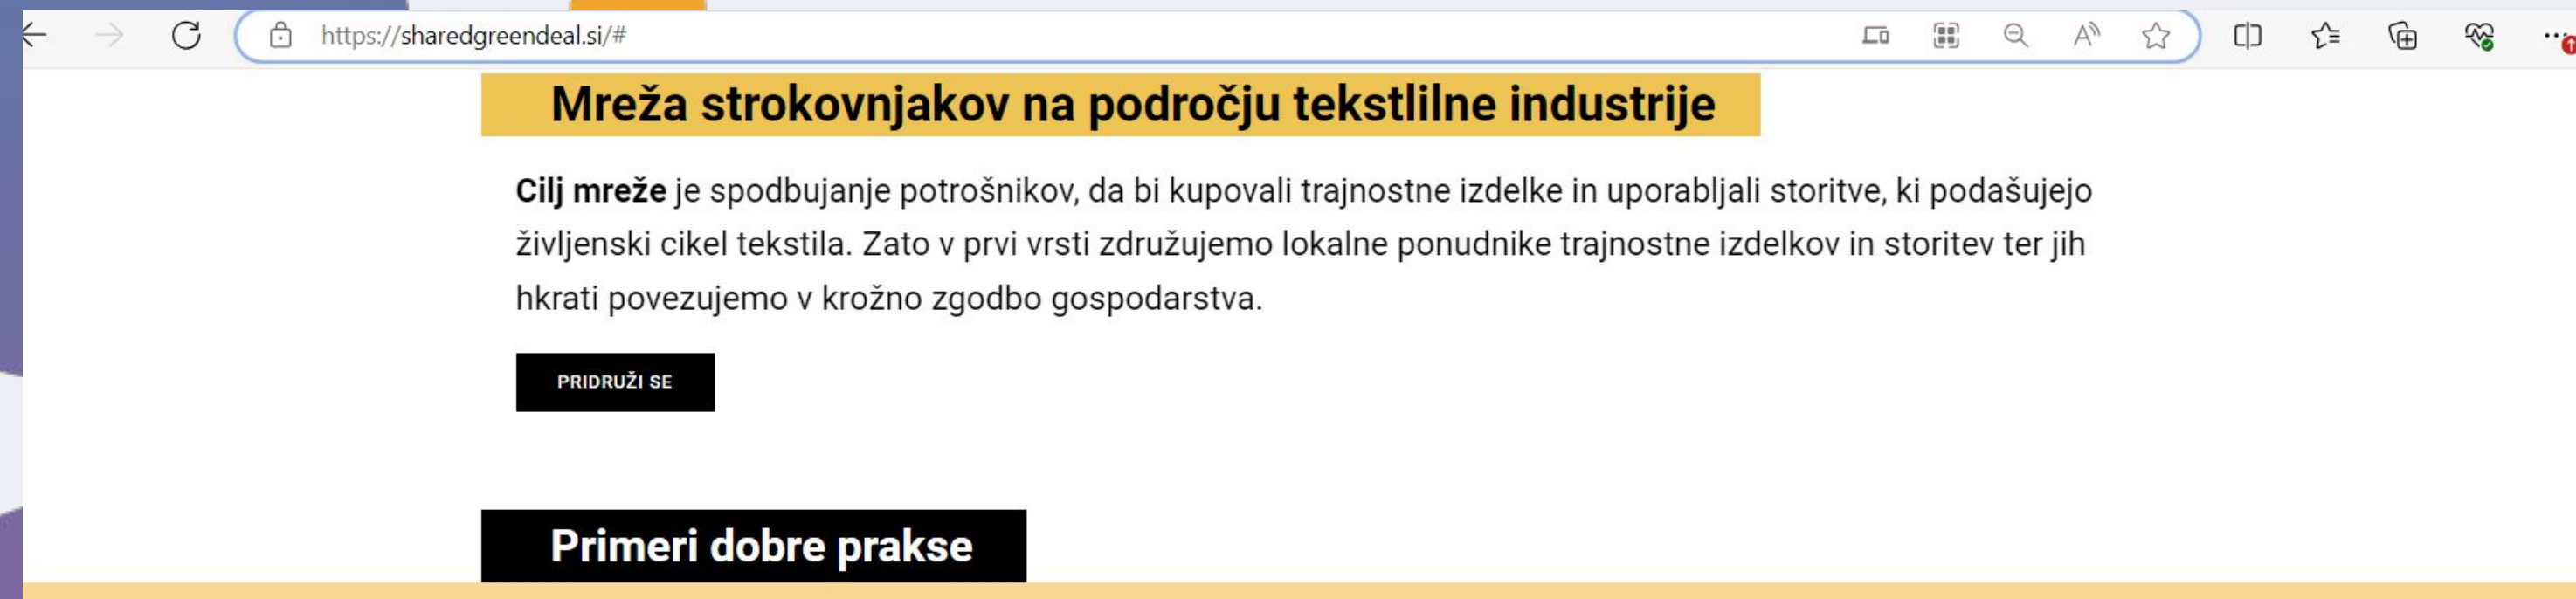 https://sharedgreendeal.si/#
Mreža strokovnjakov na področju tekstlilne industrije
Cilj mreže je spodbujanje potrošnikov, da bi kupovali trajnostne izdelke in uporabljali storitve, ki podašujejo
življenski cikel tekstila. Zato v prvi vrsti združujemo lokalne ponudnike trajnostne izdelkov in storitev ter jih
hkrati povezujemo v krožno zgodbo gospodarstva.
PRIDRUŽI SE
Primeri dobre prakse